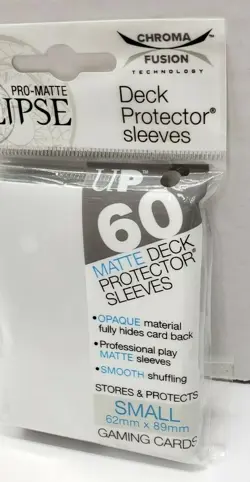 PRO-MATTE
LIPSE
CHROMA
FUSION
TECHNOLOGY
Deck
Protector®
sleeves
UP™
60
MATTE DECK
PROTECTOR®
SLEEVES
•OPAQUE material
fully hides card back
•Professional play
MATTE sleeves
•SMOOTH shuffling
STORES & PROTECTS
SMALL
62mm x 89mm
GAMING CARDS